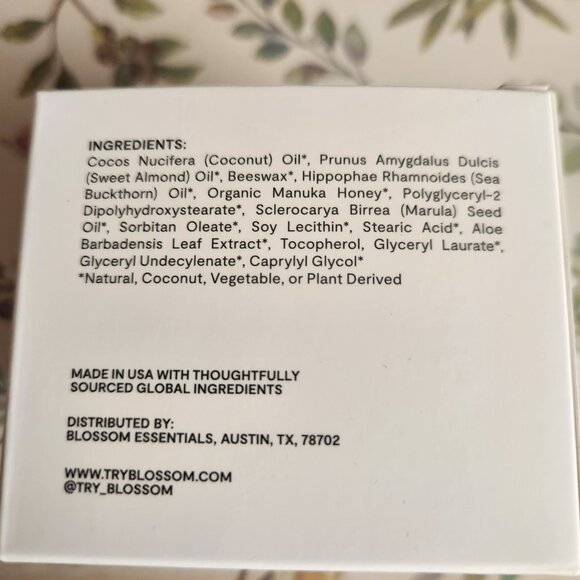 INGREDIENTS:
Cocos Nucifera (Coconut) Oil*, Prunus Amygdalus Dulcis
(Sweet Almond) Oil*, Beeswax*, Hippophae Rhamnoides (Sea
Buckthorn) Oil*, Organic Manuka Honey*, Polyglyceryl-2
Dipolyhydroxystearate*, Sclerocarya Birrea (Marula) Seed
Oil*, Sorbitan Oleate*, Soy Lecithin*, Stearic Acid*, Aloe
Barbadensis Leaf Extract*, Tocopherol, Glyceryl Laurate*,
Glyceryl Undecylenate*, Caprylyl Glycol*
*Natural, Coconut, Vegetable, or Plant Derived
MADE IN USA WITH THOUGHTFULLY
SOURCED GLOBAL INGREDIENTS
DISTRIBUTED BY:
BLOSSOM ESSENTIALS, AUSTIN, TX, 78702
WWW.TRYBLOSSOM.COM
@TRY_BLOSSOM